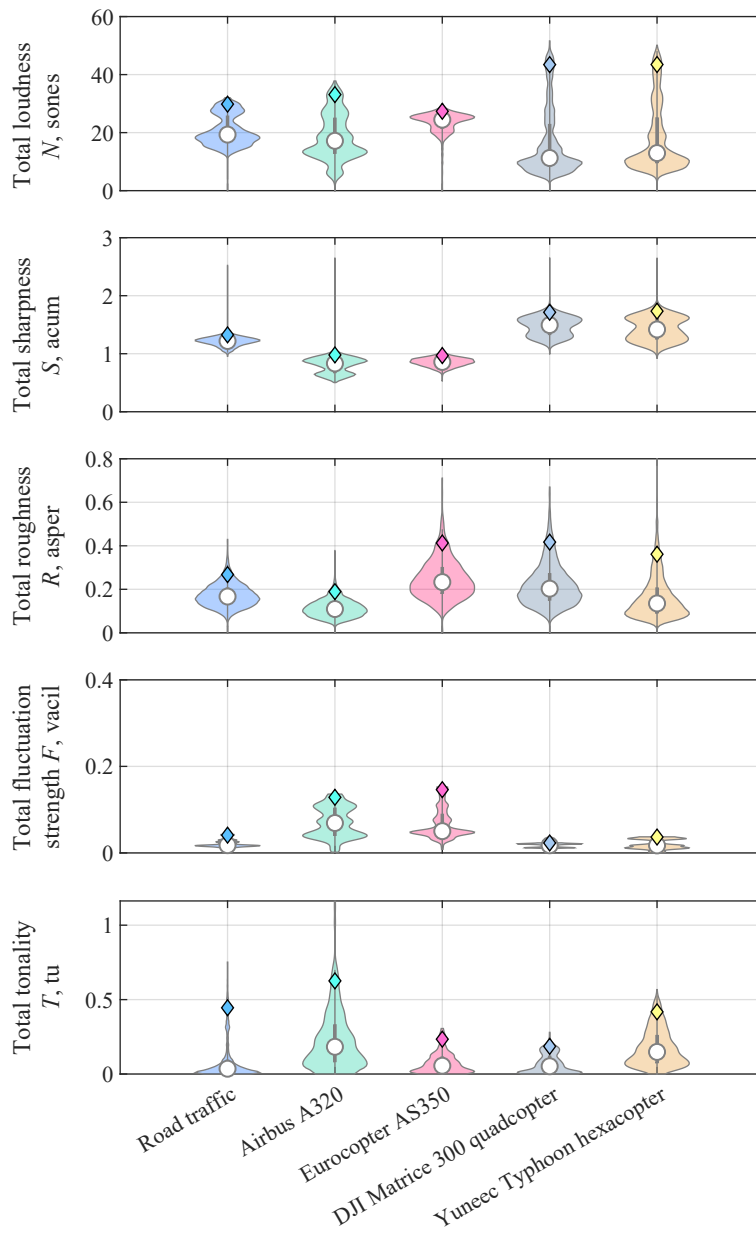 60
40
20
0
Total loudness
N, sones
3
2
1
0
Total sharpness
S, acum
0.8
0.6
0.4
0.2
0
Total roughness
R, asper
0.4
0.2
0
Total fluctuation
strength F, vacil
1
0.5
0
Total tonality
T, tu
Road traffic
Airbus A320
Eurocopter AS350
DJI Matrice 300 quadcopter
Yuneec Typhoon hexacopter